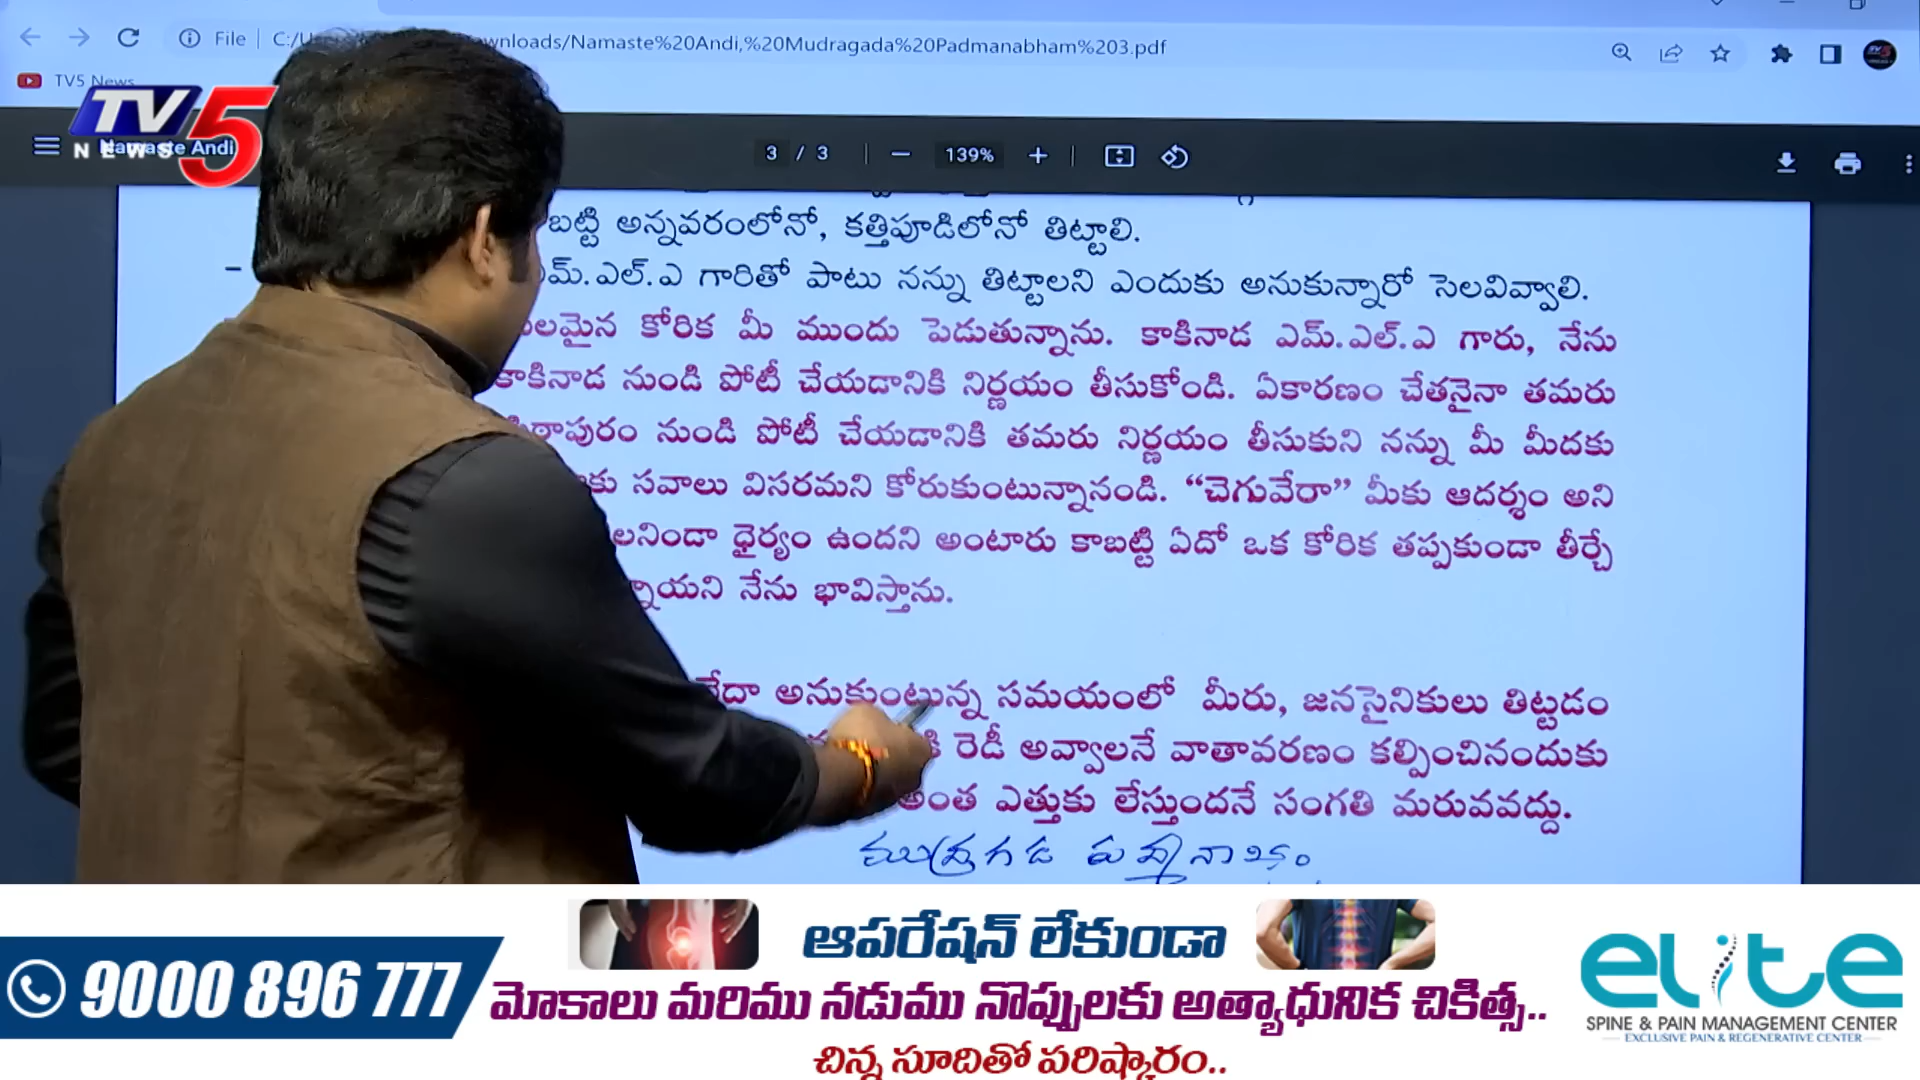 File
C:/Us
wnloads/Namaste%20Andi,%20Mudragada%20Padmanabham%203.pdf
TV5 News
TV5
NEWS
Namaste Andi
3 / 3
139%
బట్టి అన్నవరంలోనో, కత్తిపూడిలోనో తిట్టాలి.
- ఎమ్.ఎల్.ఎ గారితో పాటు నన్ను తిట్టాలని ఎందుకు అనుకున్నారో సెలవివ్వాలి.
బలమైన కోరిక మీ ముందు పెడుతున్నాను. కాకినాడ ఎమ్.ఎల్.ఎ గారు, నేను
కాకినాడ నుండి పోటీ చేయడానికి నిర్ణయం తీసుకోండి. ఏకారణం చేతనైనా తమరు
పిఠాపురం నుండి పోటీ చేయడానికి తమరు నిర్ణయం తీసుకుని నన్ను మీ మీదకు
కు సవాలు విసరమని కోరుకుంటున్నానండి. “చెగువేరా” మీకు ఆదర్శం అని
లనిండా ధైర్యం ఉందని అంటారు కాబట్టి ఏదో ఒక కోరిక తప్పకుండా తీర్చే
న్నాయని నేను భావిస్తాను.
లేదా అనుకుంటున్న సమయంలో మీరు, జనసైనికులు తిట్టడం
కి రెడీ అవ్వాలనే వాతావరణం కల్పించినందుకు
అంత ఎత్తుకు లేస్తుందనే సంగతి మరువవద్దు.
ముద్రగడ పద్మనాభం
9000 896 777
ఆపరేషన్ లేకుండా
మోకాలు మరిము నడుము నొప్పులకు అత్యాధునిక చికిత్స..
చిన్న సూదితో పరిష్కారం..
elite
SPINE & PAIN MANAGEMENT CENTER
EXCLUSIVE PAIN & REGENERATIVE CENTER